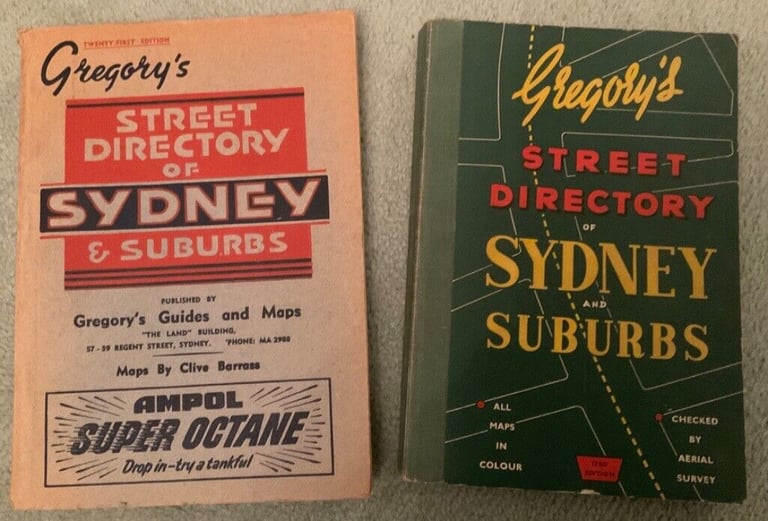 TWENTY-FIRST EDITION
Gregory's
STREET
DIRECTORY
OF
SYDNEY
& SUBURBS
PUBLISHED BY
Gregory's Guides and Maps
"THE LAND" BUILDING,
57-59 REGENT STREET, SYDNEY. 'PHONE: MA 2988
Maps By Clive Barrass
AMPOL
SUPER OCTANE
Drop in-try a tankful
Gregory's
STREET
DIRECTORY
OF
SYDNEY
AND
SUBURBS
ALL
MAPS
IN
COLOUR
CHECKED
BY
AERIAL
SURVEY
EDITION